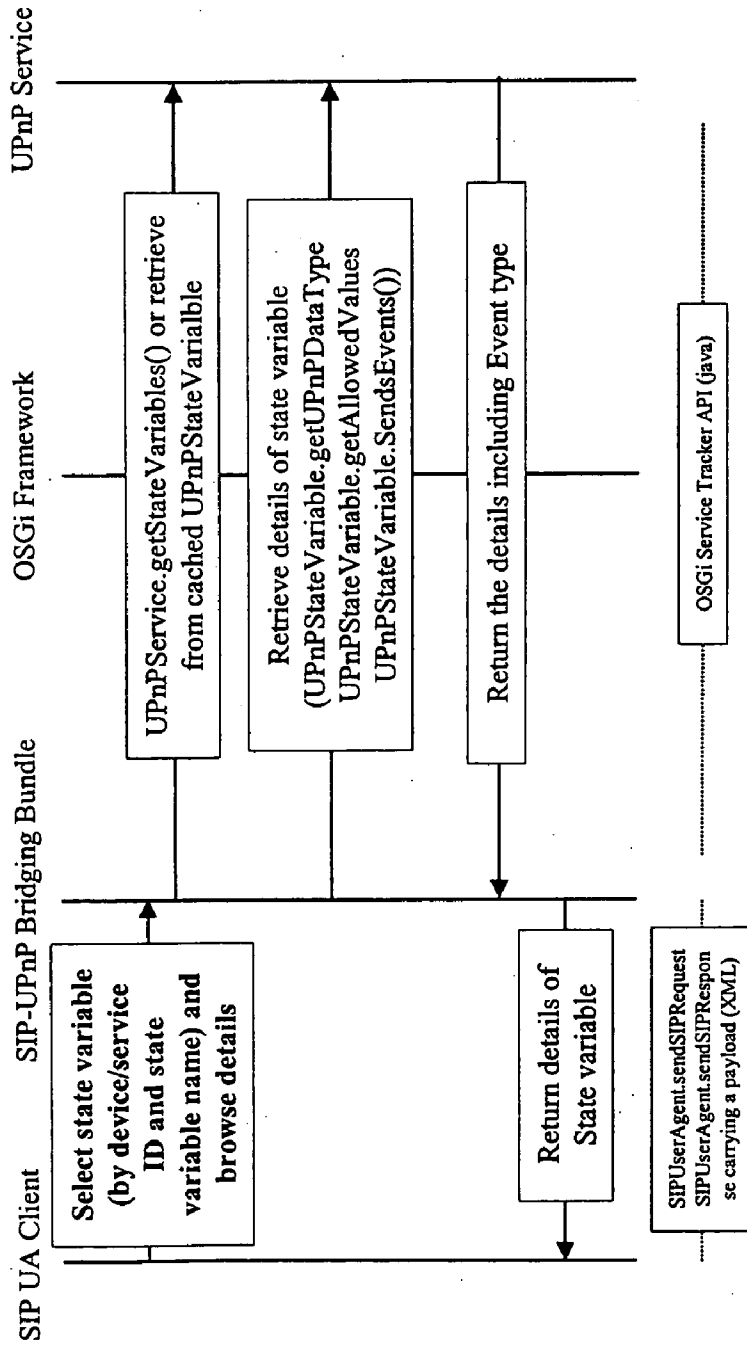 SIP UA Client
SIP-UPnP Bridging Bundle
OSGi Framework
UPnP Service
Select state variable
(by device/service
ID and state
variable name) and
browse details
UPnPService.getStateVariables() or retrieve
from cached UPnPStateVarialble
Retrieve details of state variable
(UPnPStateVariable.getUPnPDataType
UPnPStateVariable.getAllowedValues
UPnPStateVariable.SendsEvents())
Return the details including Event type
Return details of
State variable
SIPUserAgent.sendSIPRequest
SIPUserAgent.sendSIPRespon
se carrying a payload (XML)
OSGi Service Tracker API (java)